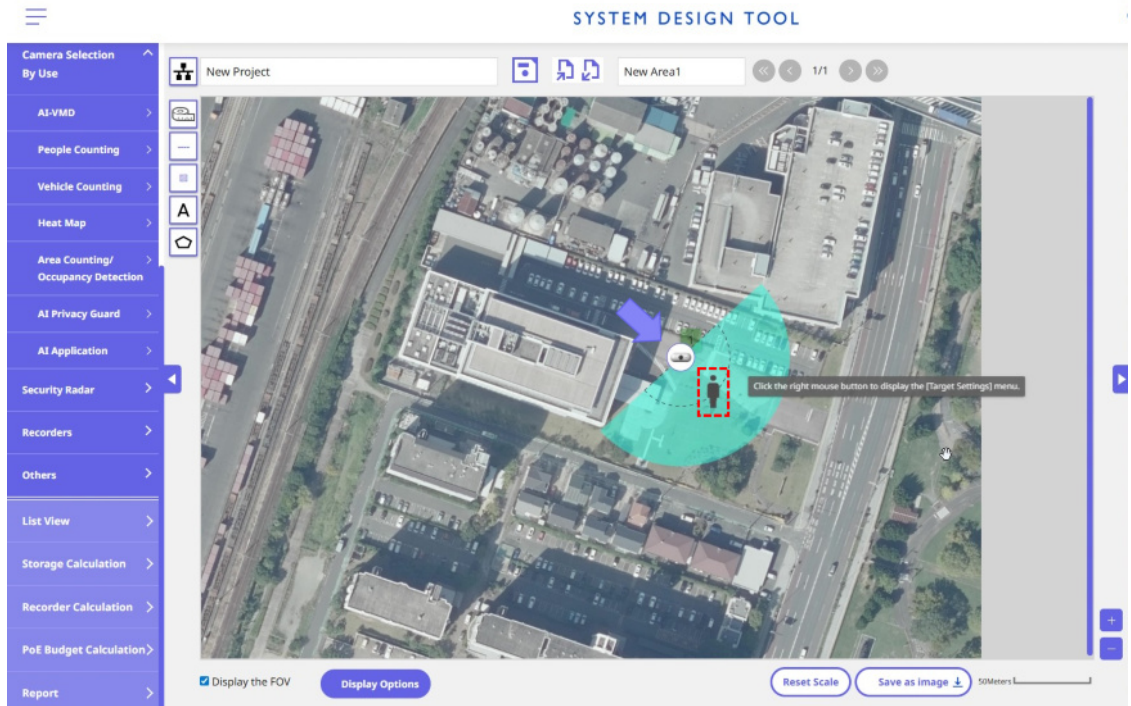 SYSTEM DESIGN TOOL
Camera Selection
By Use
AI-VMD
People Counting
Vehicle Counting
Heat Map
Area Counting/
Occupancy Detection
AI Privacy Guard
AI Application
Security Radar
Recorders
Others
List View
Storage Calculation
Recorder Calculation
PoE Budget Calculation
Report
New Project
New Area1
1/1
A
Click the right mouse button to display the [Target Settings] menu.
Display the FOV
Display Options
Reset Scale
Save as image
50Meters